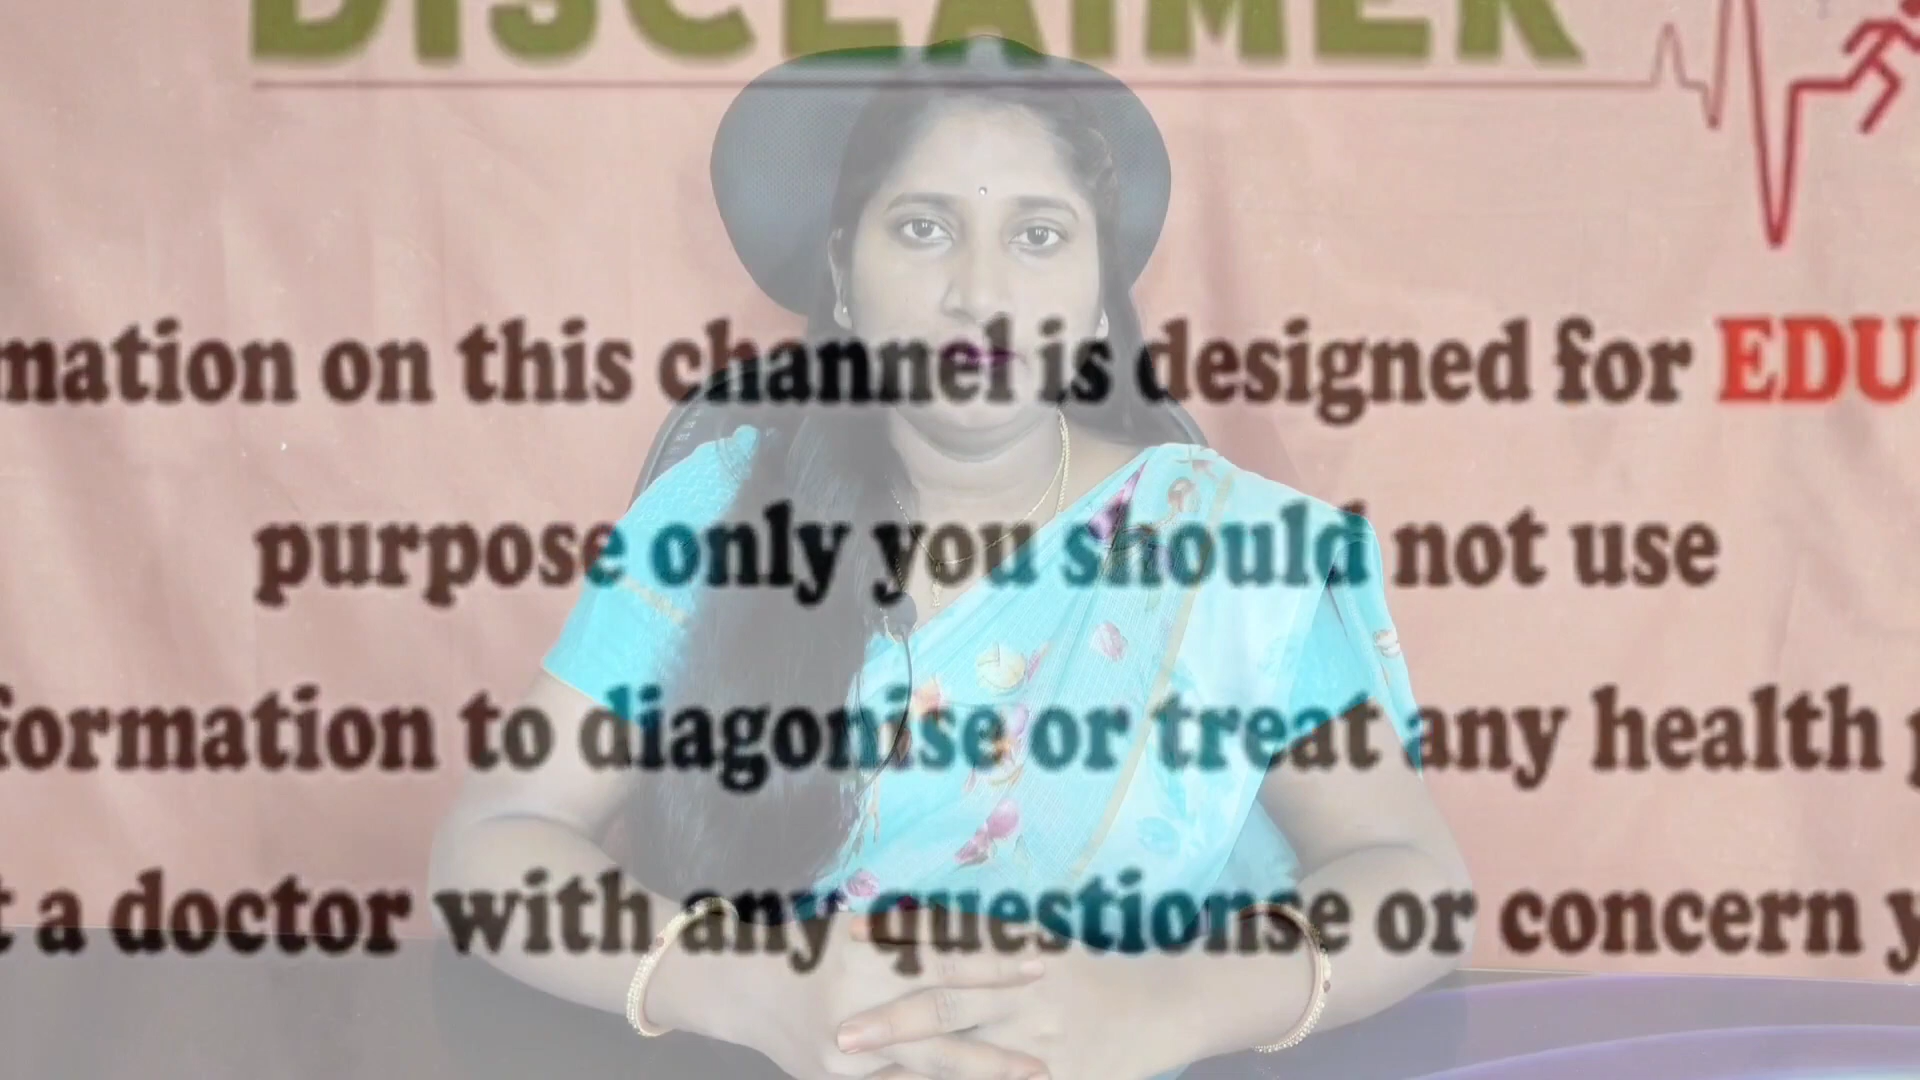 DISCLAIMER
mation on this channel is designed for EDU
purpose only you should not use
formation to diagonise or treat any health p
t a doctor with any questionse or concern y